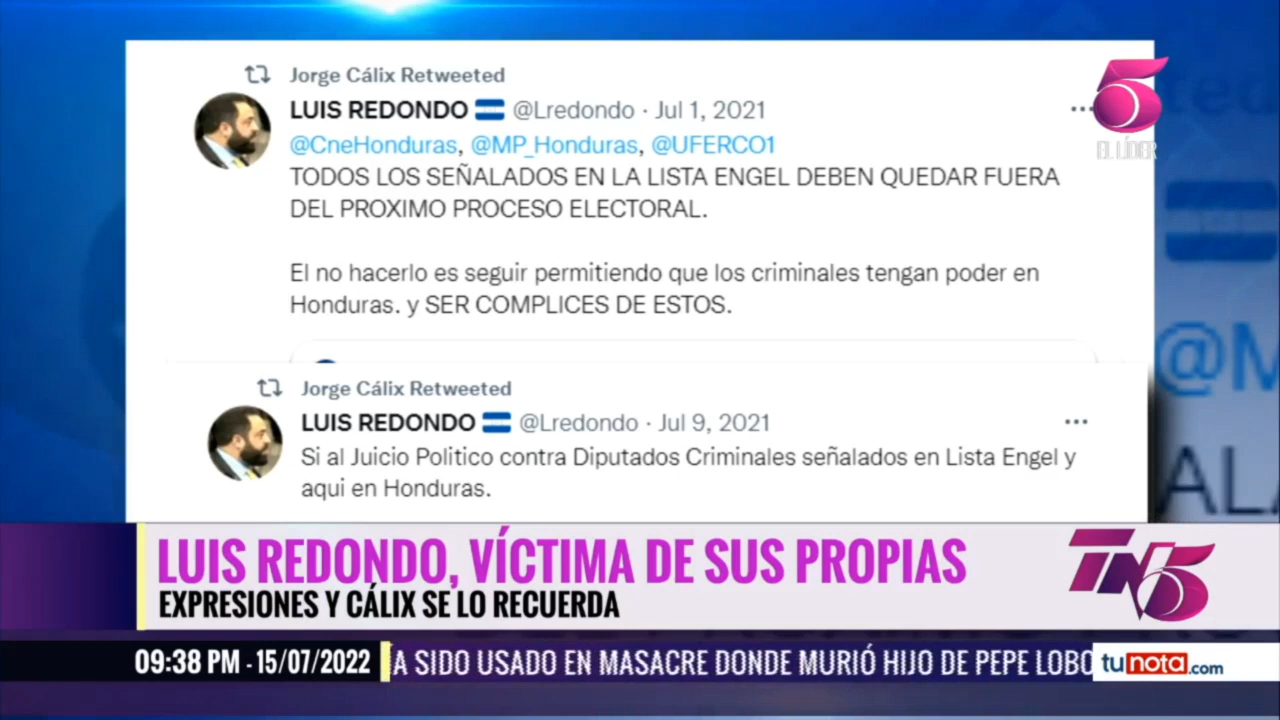 Jorge Cálix Retweeted
LUIS REDONDO @Lredondo · Jul 1, 2021 ...
@CneHonduras, @MP_Honduras, @UFERCO1
TODOS LOS SEÑALADOS EN LA LISTA ENGEL DEBEN QUEDAR FUERA
DEL PROXIMO PROCESO ELECTORAL.
El no hacerlo es seguir permitiendo que los criminales tengan poder en
Honduras. y SER COMPLICES DE ESTOS.
Jorge Cálix Retweeted
LUIS REDONDO @Lredondo · Jul 9, 2021 ...
Si al Juicio Politico contra Diputados Criminales señalados en Lista Engel y
aqui en Honduras.
5
EL LÍDER
@M
ALA
LUIS REDONDO, VÍCTIMA DE SUS PROPIAS
EXPRESIONES Y CÁLIX SE LO RECUERDA
TN5
09:38 PM - 15/07/2022
A SIDO USADO EN MASACRE DONDE MURIÓ HIJO DE PEPE LOBO
tunota.com